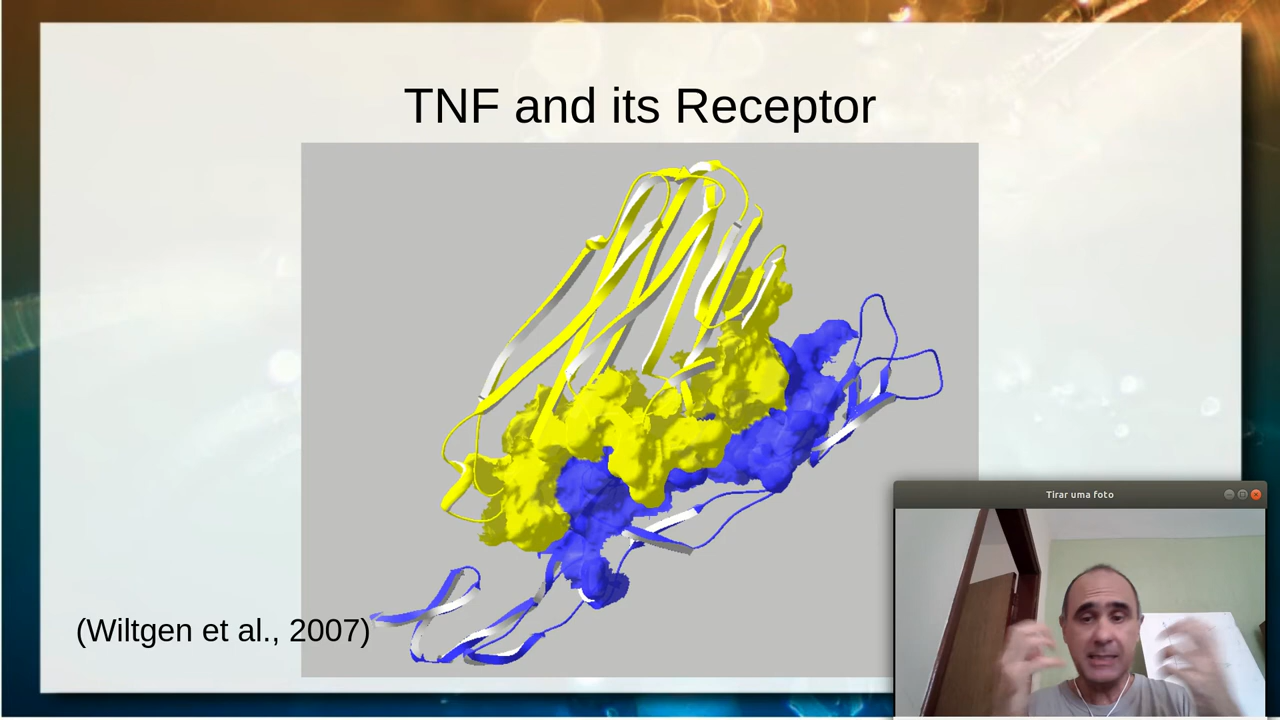 TNF and its Receptor
(Wiltgen et al., 2007)
Tirar uma foto